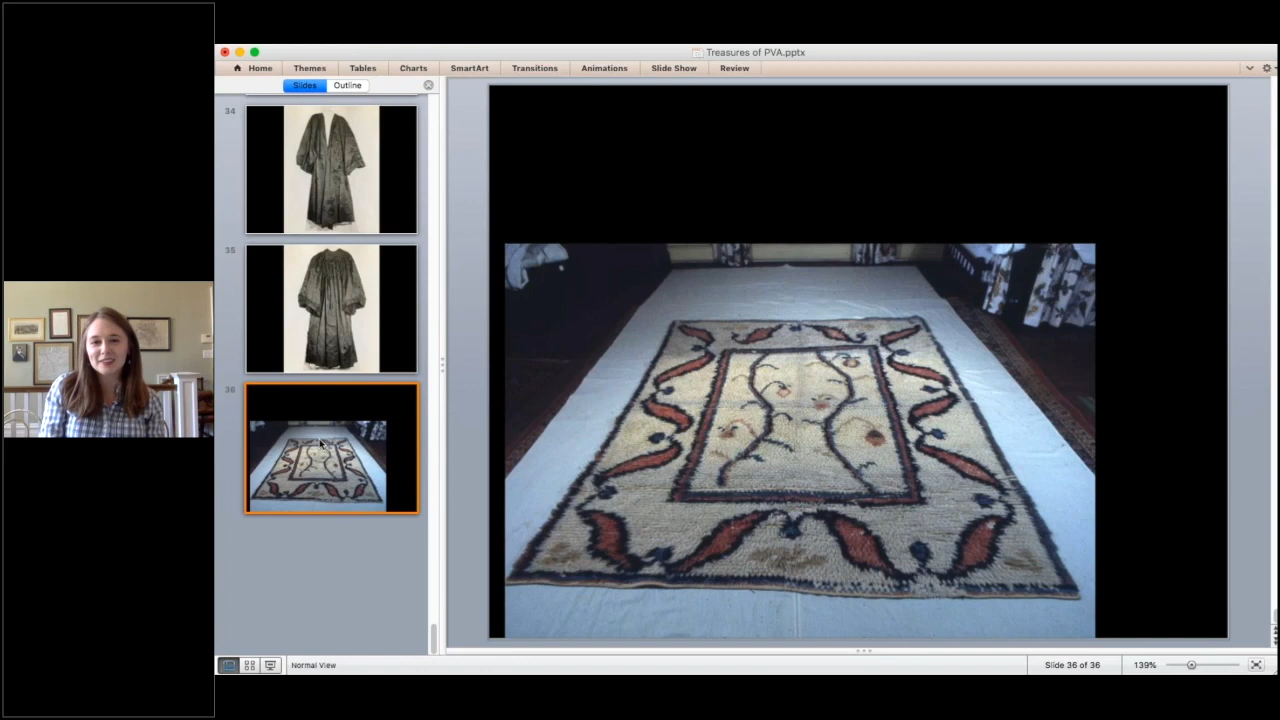 Treasures of PVA.pptx
Home Themes Tables Charts SmartArt Transitions Animations Slide Show Review
Slides Outline
34
35
36
Normal View Slide 36 of 36 139%